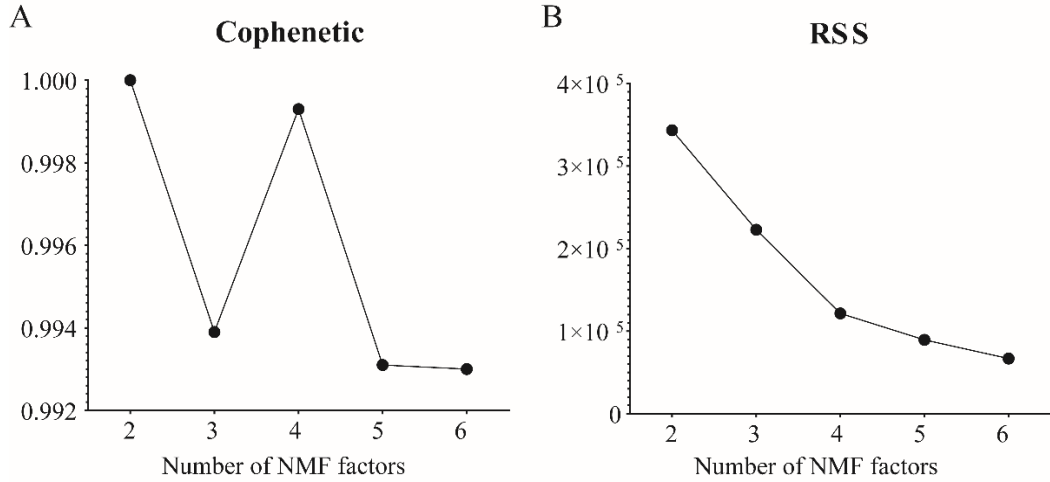 A
Cophenetic
1.000
0.998
0.996
0.994
0.992
2 3 4 5 6
Number of NMF factors
B
RSS
4×10 5
3×10 5
2×10 5
1×10 5
0
2 3 4 5 6
Number of NMF factors